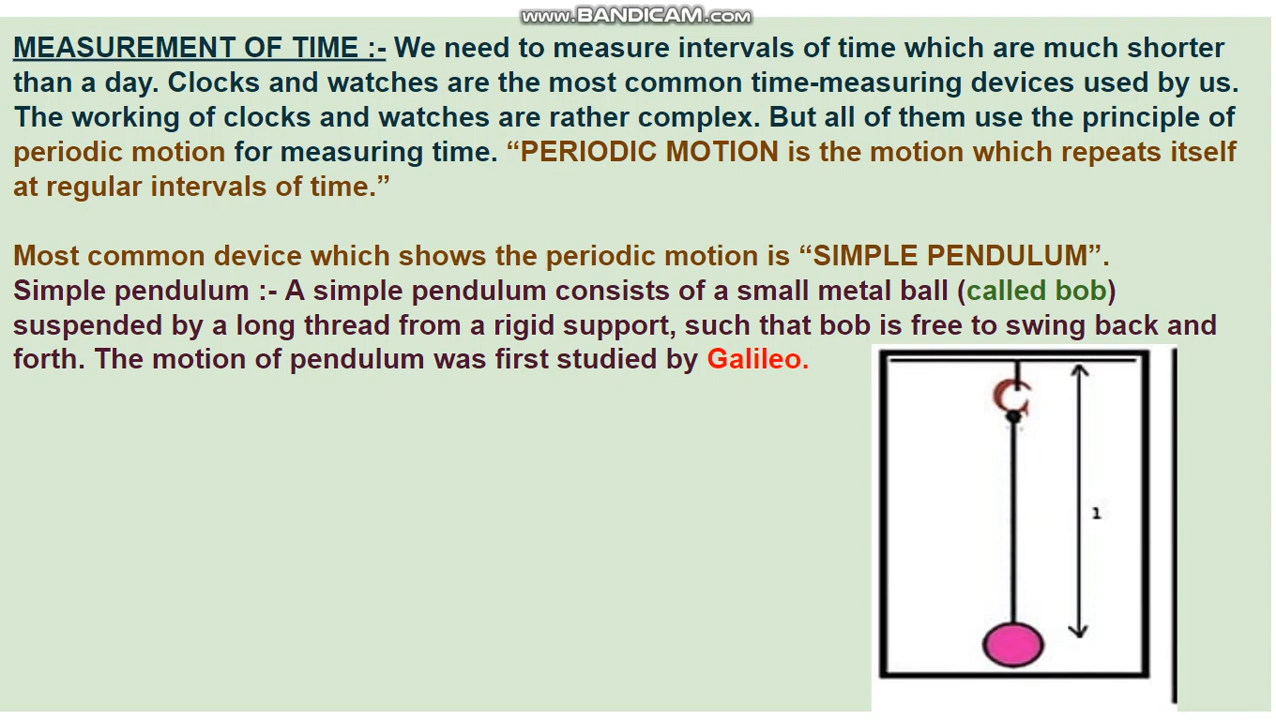 www.BANDICAM.com
MEASUREMENT OF TIME :- We need to measure intervals of time which are much shorter
than a day. Clocks and watches are the most common time-measuring devices used by us.
The working of clocks and watches are rather complex. But all of them use the principle of
periodic motion for measuring time. “PERIODIC MOTION is the motion which repeats itself
at regular intervals of time.”
Most common device which shows the periodic motion is “SIMPLE PENDULUM”.
Simple pendulum :- A simple pendulum consists of a small metal ball (called bob)
suspended by a long thread from a rigid support, such that bob is free to swing back and
forth. The motion of pendulum was first studied by Galileo.
1